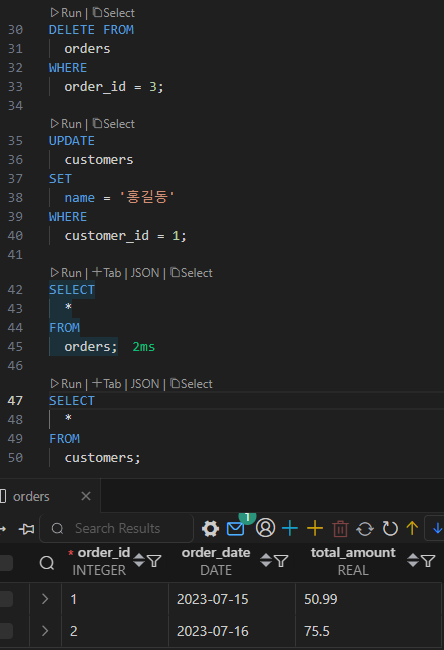 Run | Select
30 DELETE FROM
31 orders
32 WHERE
33 order_id = 3;
34
Run | Select
35 UPDATE
36 customers
37 SET
38 name = '홍길동'
39 WHERE
40 customer_id = 1;
41
Run | +Tab | JSON | Select
42 SELECT
43 *
44 FROM
45 orders; 2ms
46
Run | +Tab | JSON | Select
47 SELECT
48 *
49 FROM
50 customers;
orders
Search Results 1
* order_id order_date total_amount
INTEGER DATE REAL
1 2023-07-15 50.99
2 2023-07-16 75.5